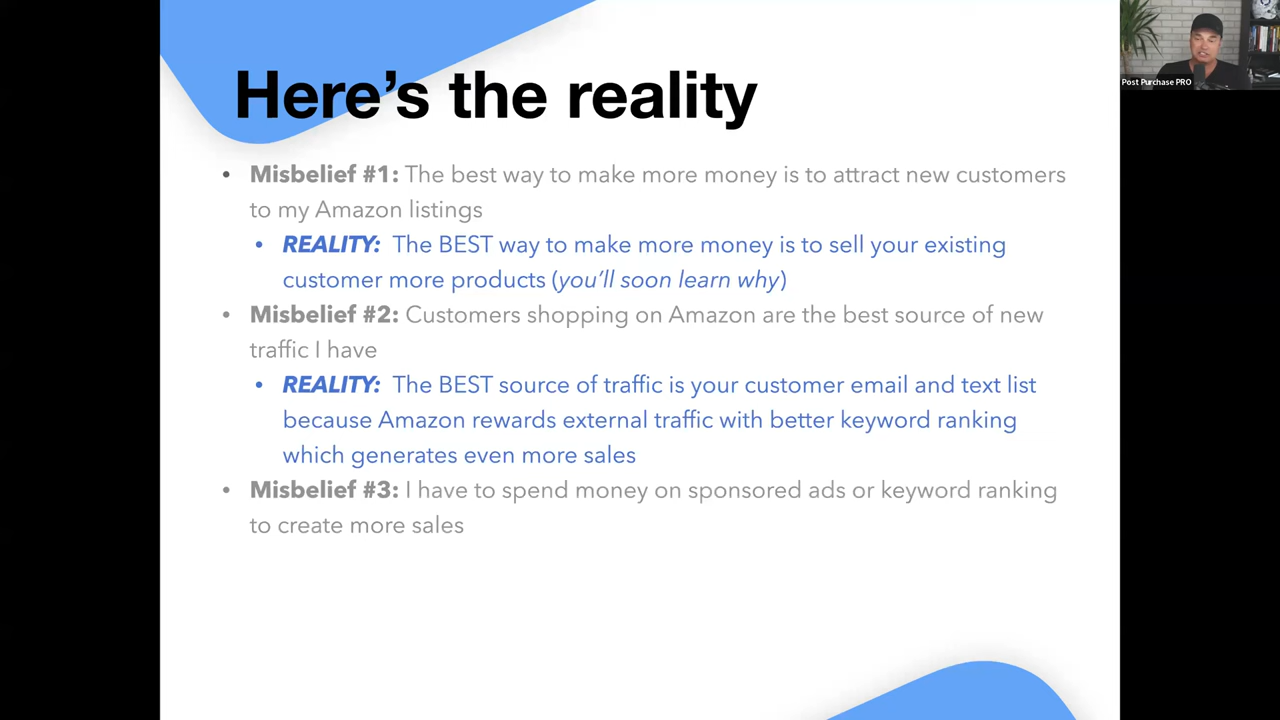 Here's the reality
• Misbelief #1: The best way to make more money is to attract new customers
to my Amazon listings
• REALITY: The BEST way to make more money is to sell your existing
customer more products (you'll soon learn why)
• Misbelief #2: Customers shopping on Amazon are the best source of new
traffic I have
• REALITY: The BEST source of traffic is your customer email and text list
because Amazon rewards external traffic with better keyword ranking
which generates even more sales
• Misbelief #3: I have to spend money on sponsored ads or keyword ranking
to create more sales
Post Purchase PRO